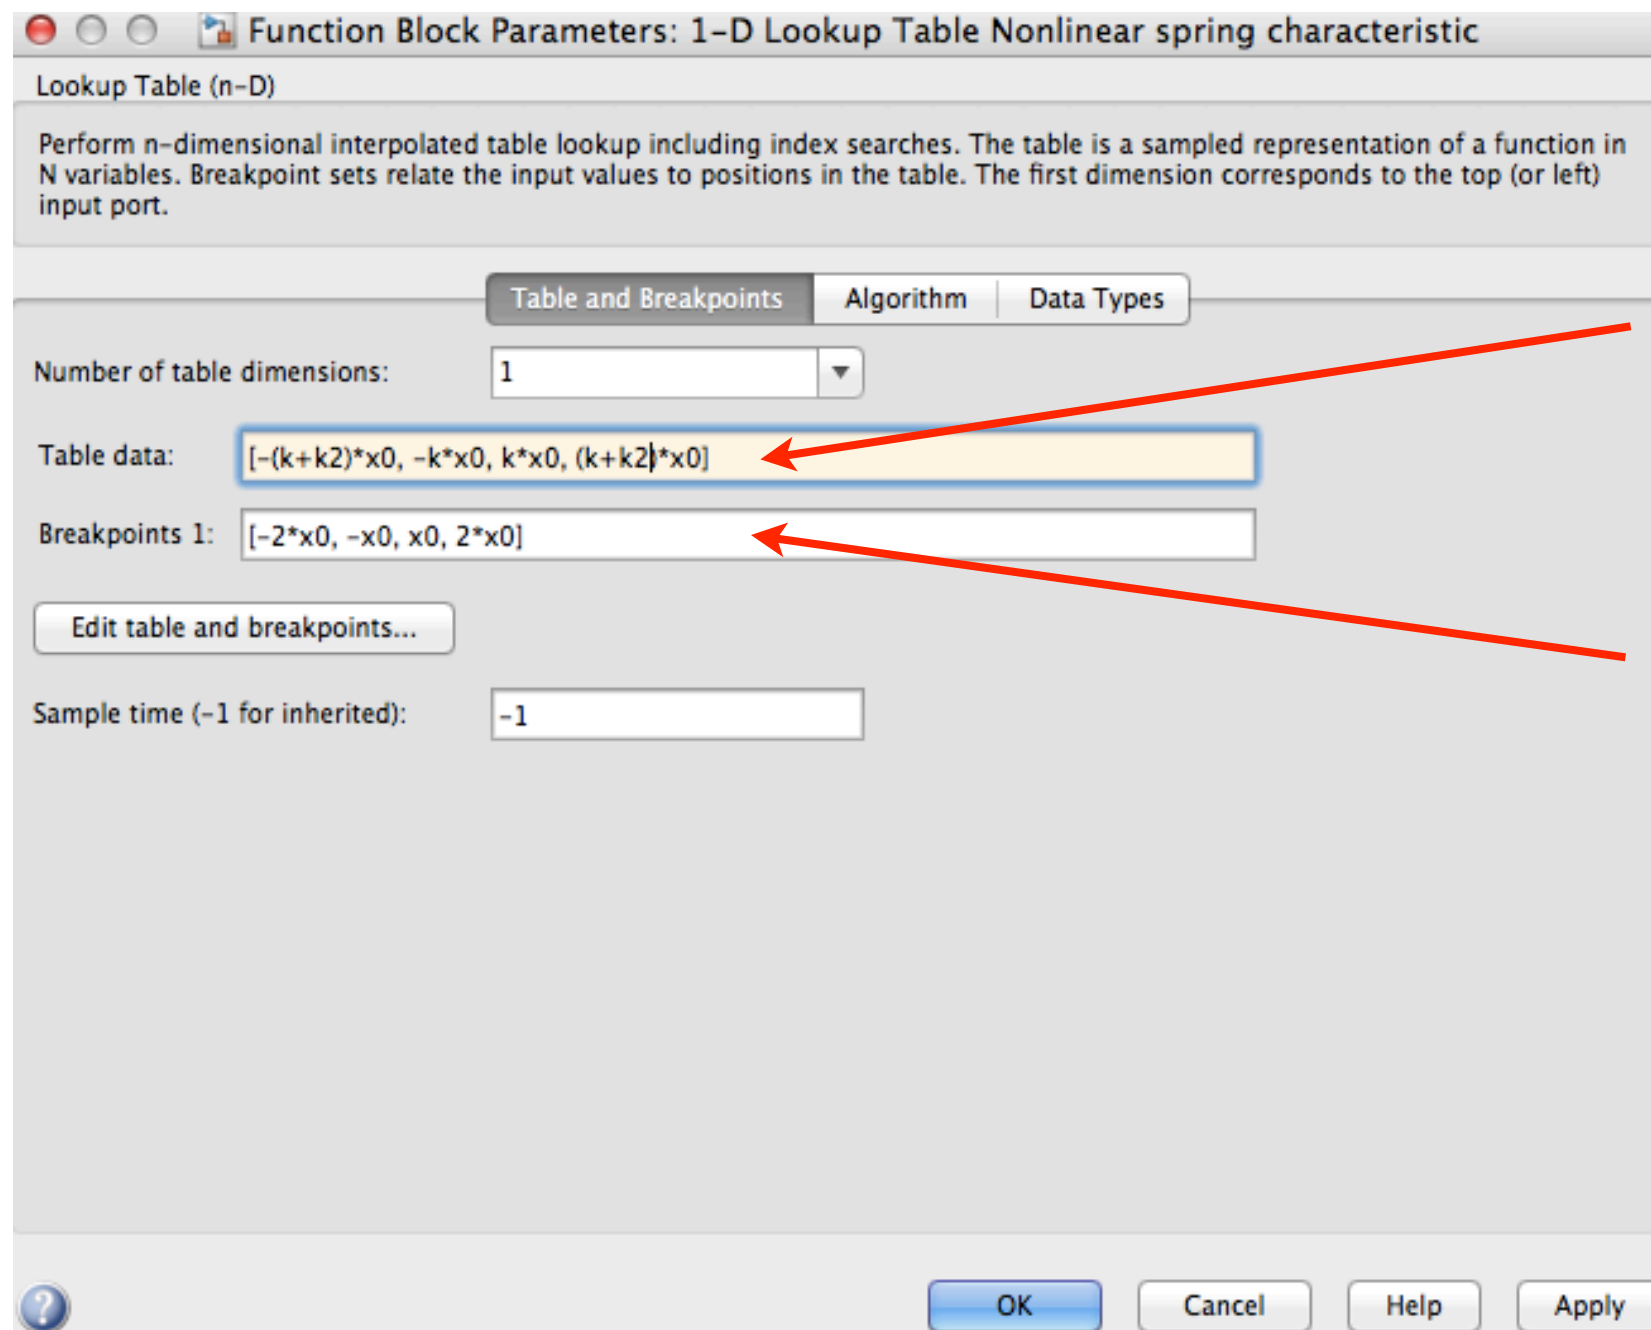 Function Block Parameters: 1-D Lookup Table Nonlinear spring characteristic
Lookup Table (n-D)
Perform n-dimensional interpolated table lookup including index searches. The table is a sampled representation of a function in
N variables. Breakpoint sets relate the input values to positions in the table. The first dimension corresponds to the top (or left)
input port.
Table and Breakpoints Algorithm Data Types
Number of table dimensions: 1
Table data: [-(k+k2)*x0, -k*x0, k*x0, (k+k2)*x0]
Breakpoints 1: [-2*x0, -x0, x0, 2*x0]
Edit table and breakpoints...
Sample time (-1 for inherited): -1
? OK Cancel Help Apply